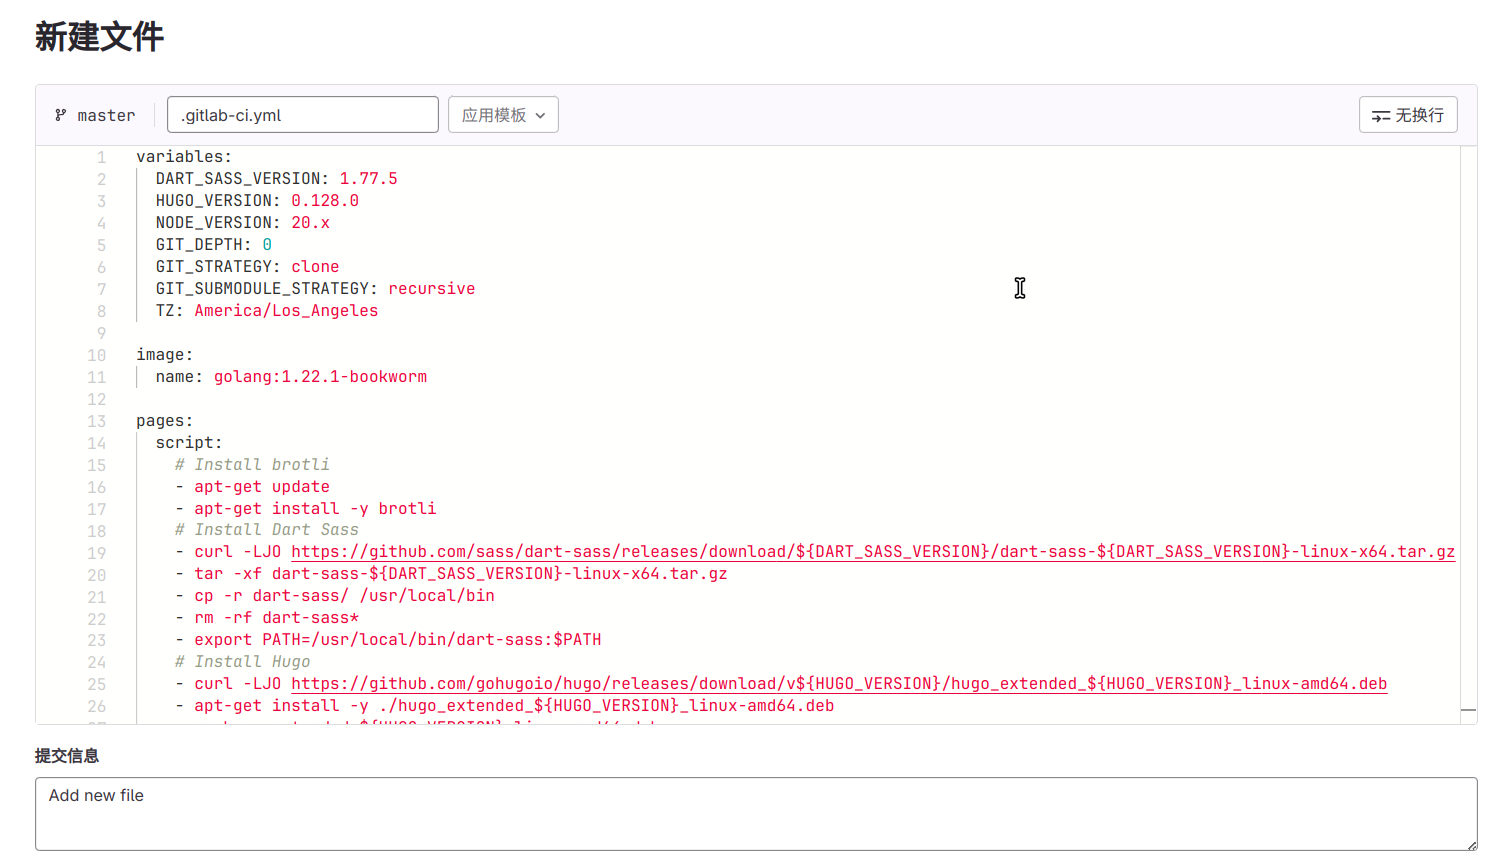 新建文件
master
.gitlab-ci.yml
应用模板
无换行
1 variables:
2 DART_SASS_VERSION: 1.77.5
3 HUGO_VERSION: 0.128.0
4 NODE_VERSION: 20.x
5 GIT_DEPTH: 0
6 GIT_STRATEGY: clone
7 GIT_SUBMODULE_STRATEGY: recursive
8 TZ: America/Los_Angeles
9
10 image:
11 name: golang:1.22.1-bookworm
12
13 pages:
14 script:
15 # Install brotli
16 - apt-get update
17 - apt-get install -y brotli
18 # Install Dart Sass
19 - curl -LJO https://github.com/sass/dart-sass/releases/download/${DART_SASS_VERSION}/dart-sass-${DART_SASS_VERSION}-linux-x64.tar.gz
20 - tar -xf dart-sass-${DART_SASS_VERSION}-linux-x64.tar.gz
21 - cp -r dart-sass/ /usr/local/bin
22 - rm -rf dart-sass*
23 - export PATH=/usr/local/bin/dart-sass:$PATH
24 # Install Hugo
25 - curl -LJO https://github.com/gohugoio/hugo/releases/download/v${HUGO_VERSION}/hugo_extended_${HUGO_VERSION}_linux-amd64.deb
26 - apt-get install -y ./hugo_extended_${HUGO_VERSION}_linux-amd64.deb
提交信息
Add new file